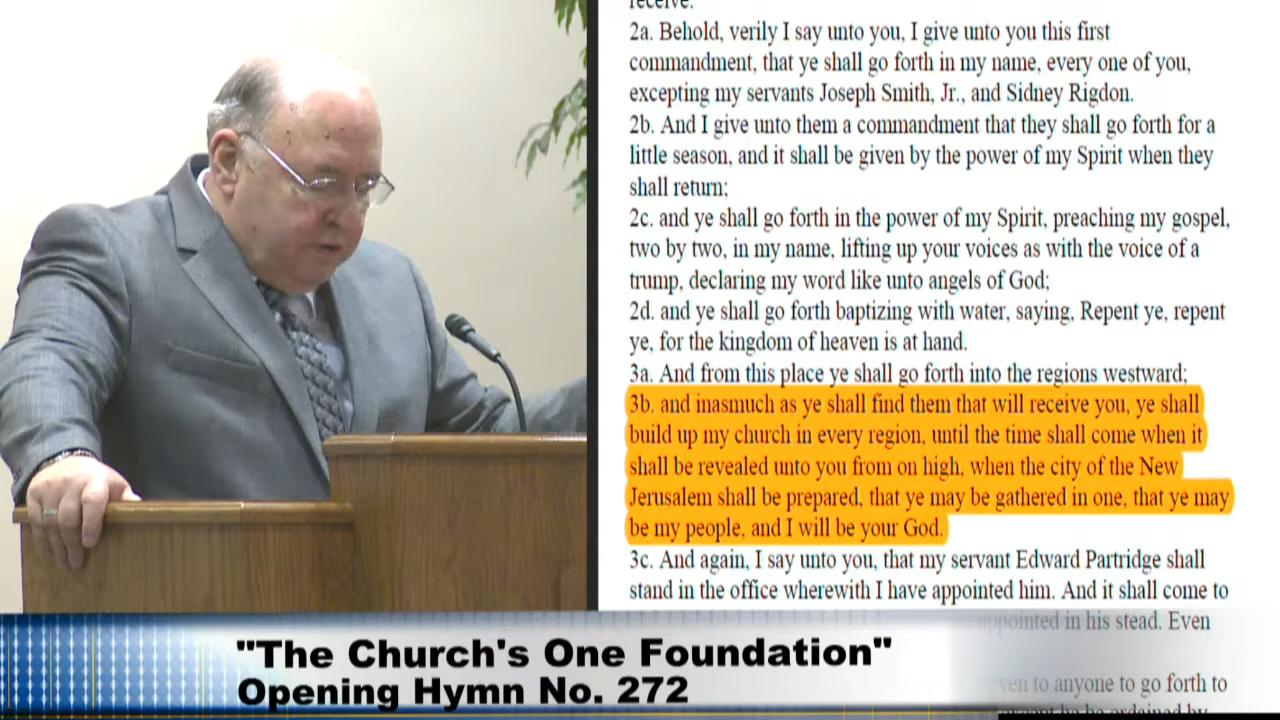 receive.
2a. Behold, verily I say unto you, I give unto you this first
commandment, that ye shall go forth in my name, every one of you,
excepting my servants Joseph Smith, Jr., and Sidney Rigdon.
2b. And I give unto them a commandment that they shall go forth for a
little season, and it shall be given by the power of my Spirit when they
shall return;
2c. and ye shall go forth in the power of my Spirit, preaching my gospel,
two by two, in my name, lifting up your voices as with the voice of a
trump, declaring my word like unto angels of God;
2d. and ye shall go forth baptizing with water, saying, Repent ye, repent
ye, for the kingdom of heaven is at hand.
3a. And from this place ye shall go forth into the regions westward;
3b. and inasmuch as ye shall find them that will receive you, ye shall
build up my church in every region, until the time shall come when it
shall be revealed unto you from on high, when the city of the New
Jerusalem shall be prepared, that ye may be gathered in one, that ye may
be my people, and I will be your God.
3c. And again, I say unto you, that my servant Edward Partridge shall
stand in the office wherewith I have appointed him. And it shall come to
appointed in his stead. Even
to anyone to go forth to
be ordained by
"The Church's One Foundation"
Opening Hymn No. 272